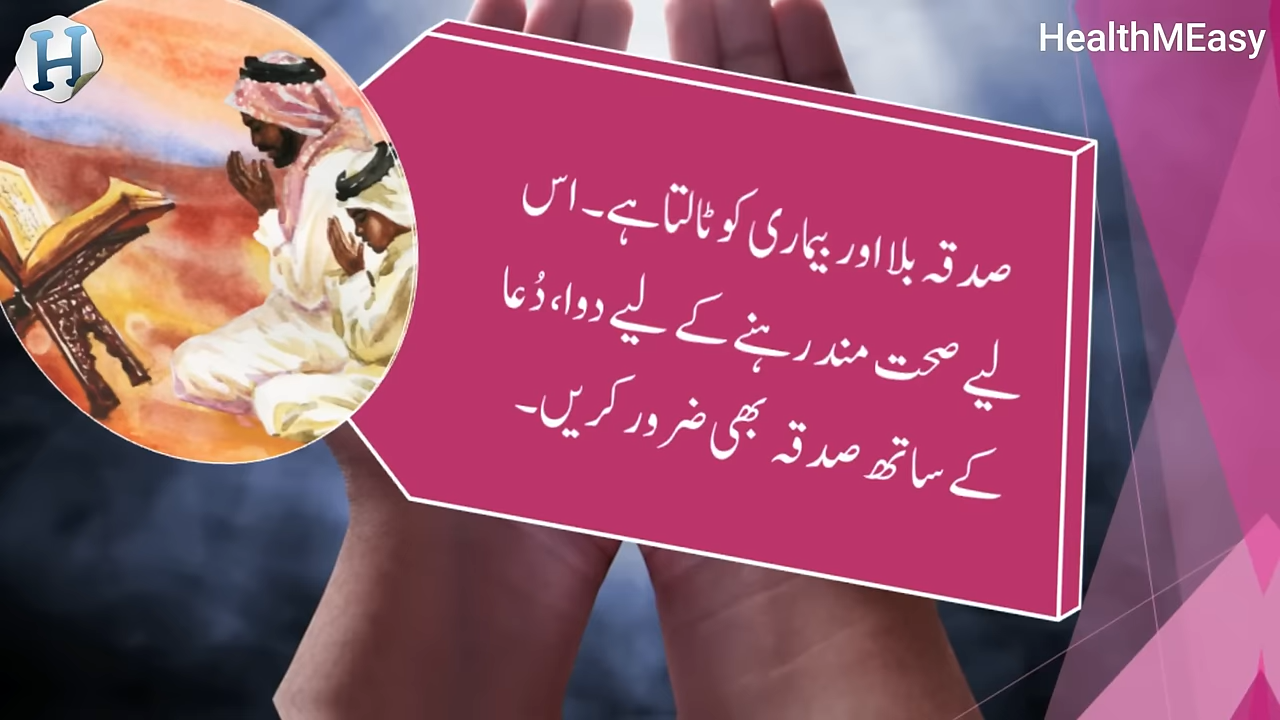 H
HealthMEasy
صدقہ بلا اور بیماری کو ٹالتا ہے۔ اس
لیے صحت مند رہنے کے لیے دوا، دُعا
کے ساتھ صدقہ بھی ضرور کریں۔